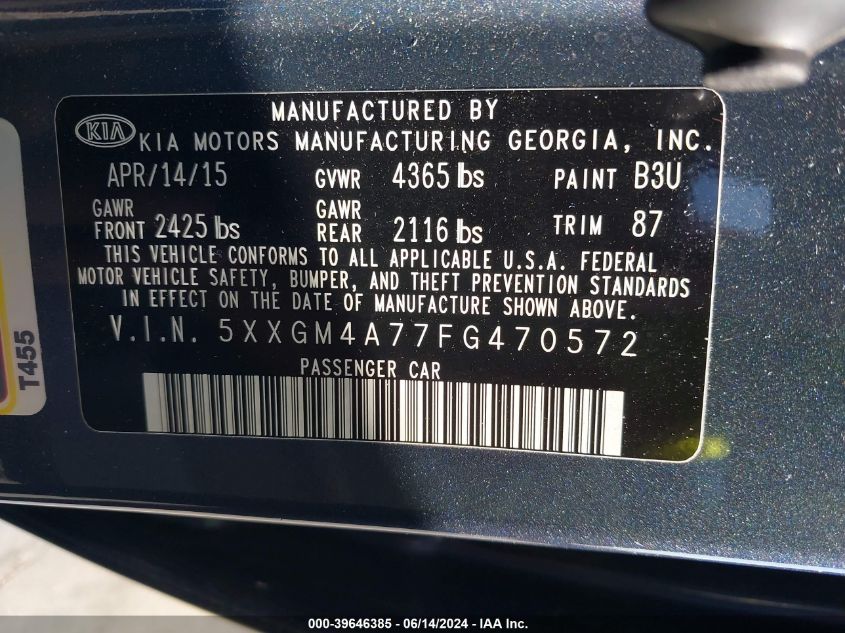 MANUFACTURED BY
KIA KIA MOTORS MANUFACTURING GEORGIA, INC.
APR/14/15 GVWR 4365 lbs PAINT B3U
GAWR FRONT 2425 lbs GAWR REAR 2116 lbs TRIM 87
THIS VEHICLE CONFORMS TO ALL APPLICABLE U.S.A. FEDERAL
MOTOR VEHICLE SAFETY, BUMPER, AND THEFT PREVENTION STANDARDS
IN EFFECT ON THE DATE OF MANUFACTURE SHOWN ABOVE.
V.I.N. 5XXGM4A77FG470572
PASSENGER CAR
T455
000-39646385 - 06/14/2024 - IAA Inc.